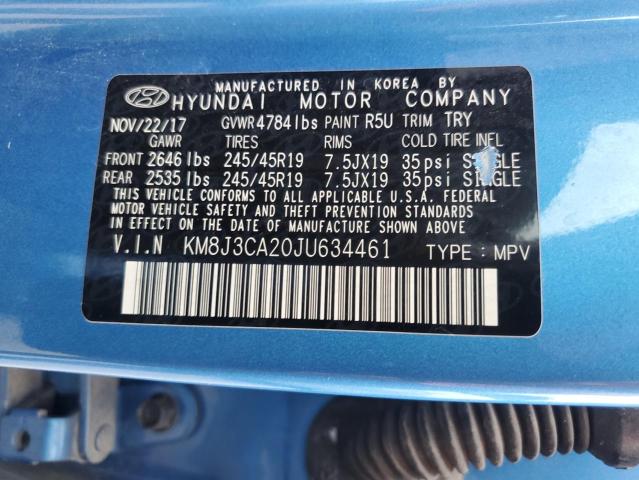 MANUFACTURED IN KOREA BY
HYUNDAI MOTOR COMPANY
NOV/22/17 GVWR 4784lbs PAINT R5U TRIM TRY
GAWR TIRES RIMS COLD TIRE INFL
FRONT 2646 lbs 245/45R19 7.5JX19 35psi SINGLE
REAR 2535 lbs 245/45R19 7.5JX19 35psi SINGLE
THIS VEHICLE CONFORMS TO ALL APPLICABLE U.S.A. FEDERAL
MOTOR VEHICLE SAFETY, BUMPER, AND THEFT PREVENTION STANDARDS
IN EFFECT ON THE DATE OF MANUFACTURE SHOWN ABOVE.
V.I.N KM8J3CA20JU634461 TYPE : MPV